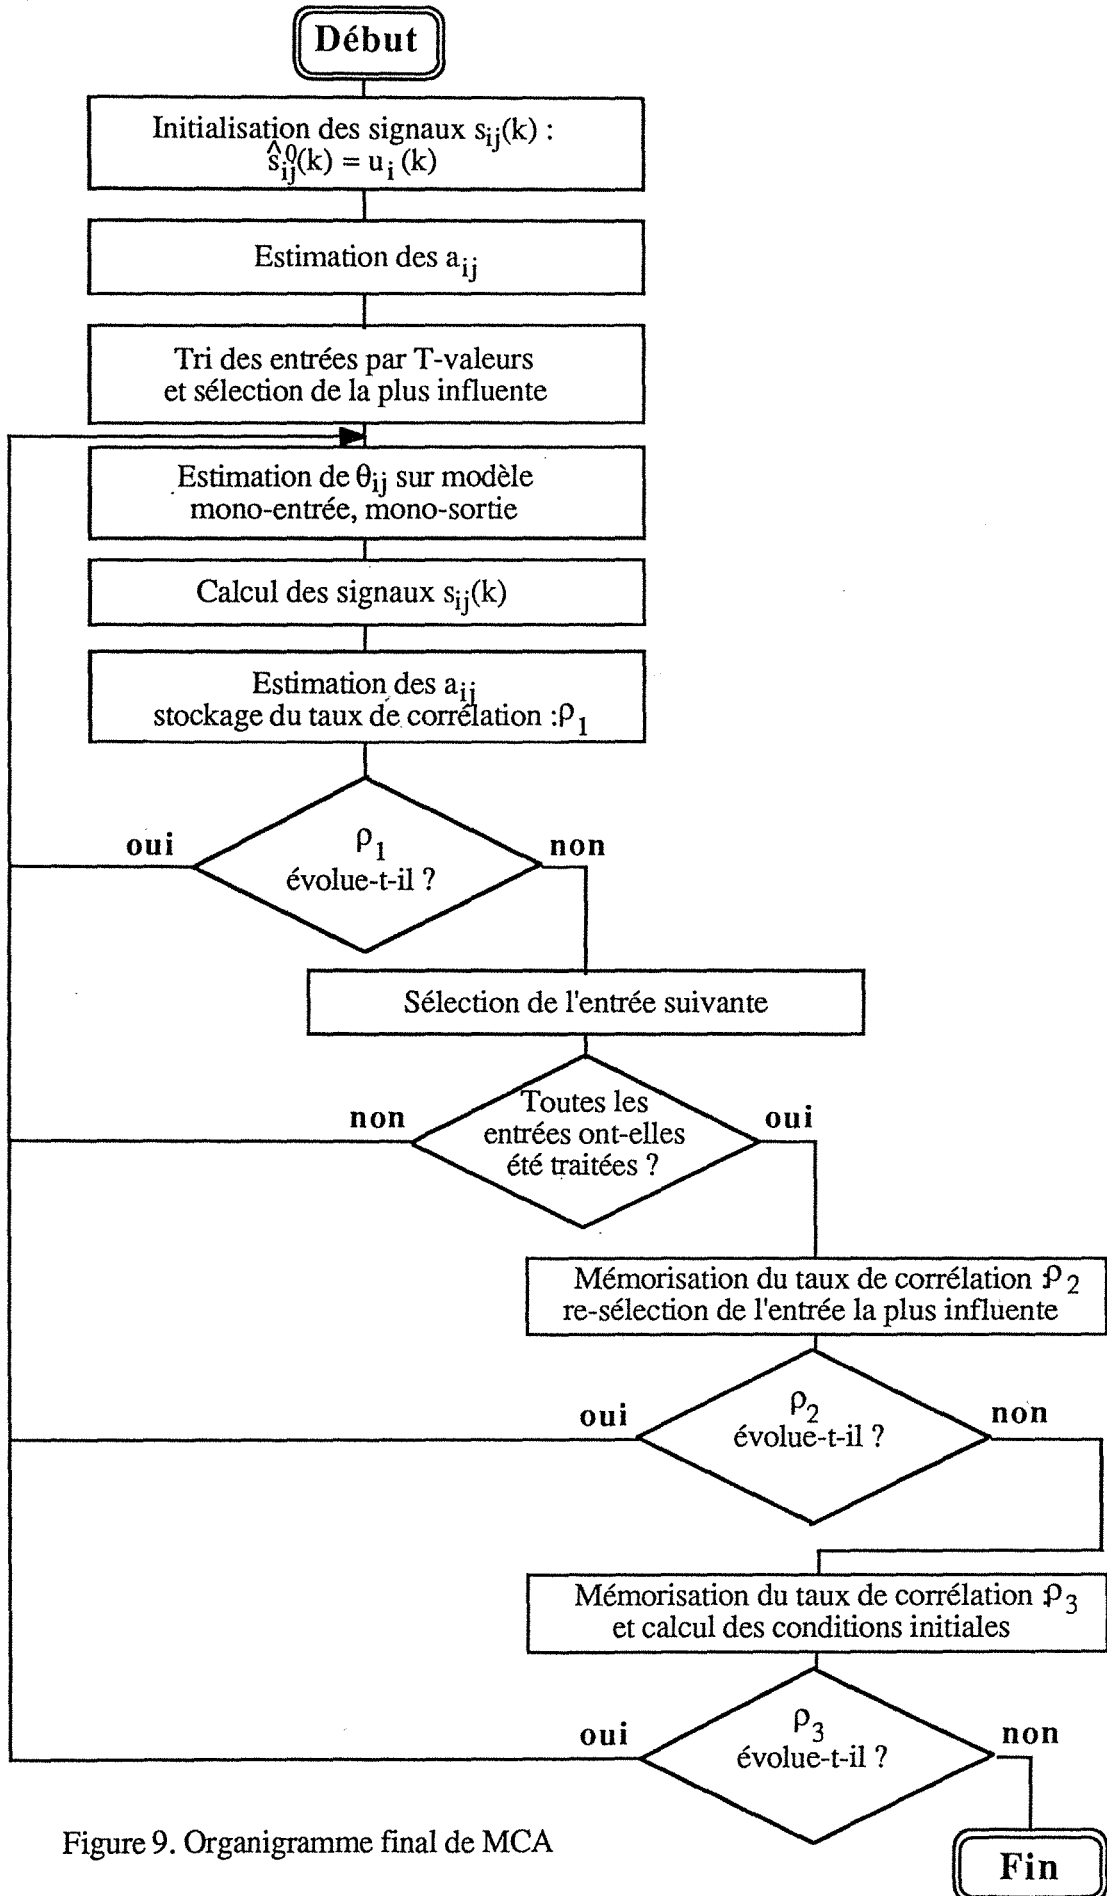 Début
Initialisation des signaux sij(k) :
ŝ⁰ij(k) = ui (k)
Estimation des aij
Tri des entrées par T-valeurs
et sélection de la plus influente
Estimation de θij sur modèle
mono-entrée, mono-sortie
Calcul des signaux sij(k)
Estimation des aij
stockage du taux de corrélation :ρ1
oui
non
ρ1
évolue-t-il ?
Sélection de l'entrée suivante
non
oui
Toutes les
entrées ont-elles
été traitées ?
Mémorisation du taux de corrélation :ρ2
re-sélection de l'entrée la plus influente
oui
non
ρ2
évolue-t-il ?
Mémorisation du taux de corrélation :ρ3
et calcul des conditions initiales
oui
non
ρ3
évolue-t-il ?
Figure 9. Organigramme final de MCA
Fin